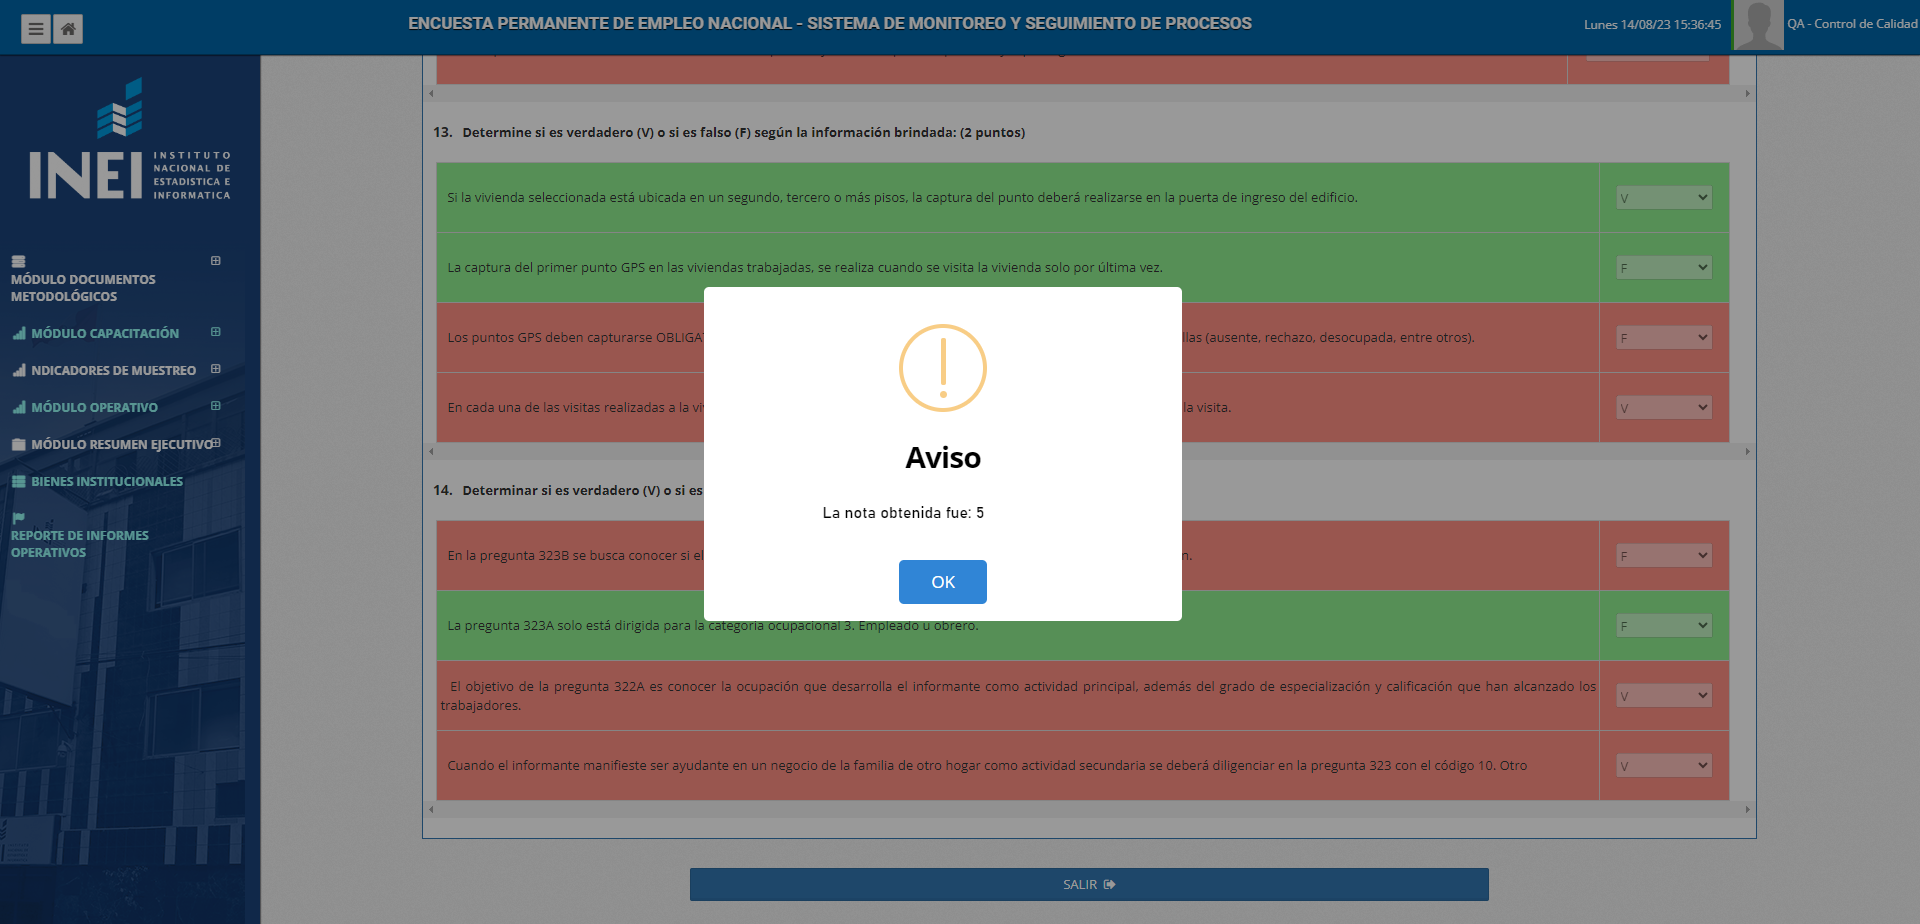 ENCUESTA PERMANENTE DE EMPLEO NACIONAL - SISTEMA DE MONITOREO Y SEGUIMIENTO DE PROCESOS
Lunes 14/08/23 15:36:45
QA - Control de Calidad
INEI
INSTITUTO
NACIONAL DE
ESTADISTICA E
INFORMATICA
MÓDULO DOCUMENTOS
METODOLÓGICOS
MÓDULO CAPACITACIÓN
NDICADORES DE MUESTREO
MÓDULO OPERATIVO
MÓDULO RESUMEN EJECUTIVO
BIENES INSTITUCIONALES
REPORTE DE INFORMES
OPERATIVOS
13. Determine si es verdadero (V) o si es falso (F) según la información brindada: (2 puntos)
Si la vivienda seleccionada está ubicada en un segundo, tercero o más pisos, la captura del punto deberá realizarse en la puerta de ingreso del edificio.
V
La captura del primer punto GPS en las viviendas trabajadas, se realiza cuando se visita la vivienda solo por última vez.
F
Los puntos GPS deben capturarse llas (ausente, rechazo, desocupada, entre otros).
F
En cada una de las visitas realizadas a la la visita.
V
14. Determinar si es verdadero (V) o si es
En la pregunta 323B se busca conocer si el n.
F
La pregunta 323A solo está dirigida para la categoría ocupacional 3. Empleado u obrero.
F
El objetivo de la pregunta 322A es conocer la ocupación que desarrolla el informante como actividad principal, además del grado de especialización y calificación que han alcanzado los
trabajadores.
V
Cuando el informante manifieste ser ayudante en un negocio de la familia de otro hogar como actividad secundaria se deberá diligenciar en la pregunta 323 con el código 10. Otro
V
Aviso
La nota obtenida fue: 5
OK
SALIR